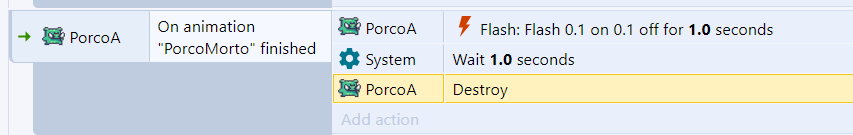 PorcoA
On animation
"PorcoMorto" finished
PorcoA
Flash: Flash 0.1 on 0.1 off for 1.0 seconds
System
Wait 1.0 seconds
PorcoA
Destroy
Add action